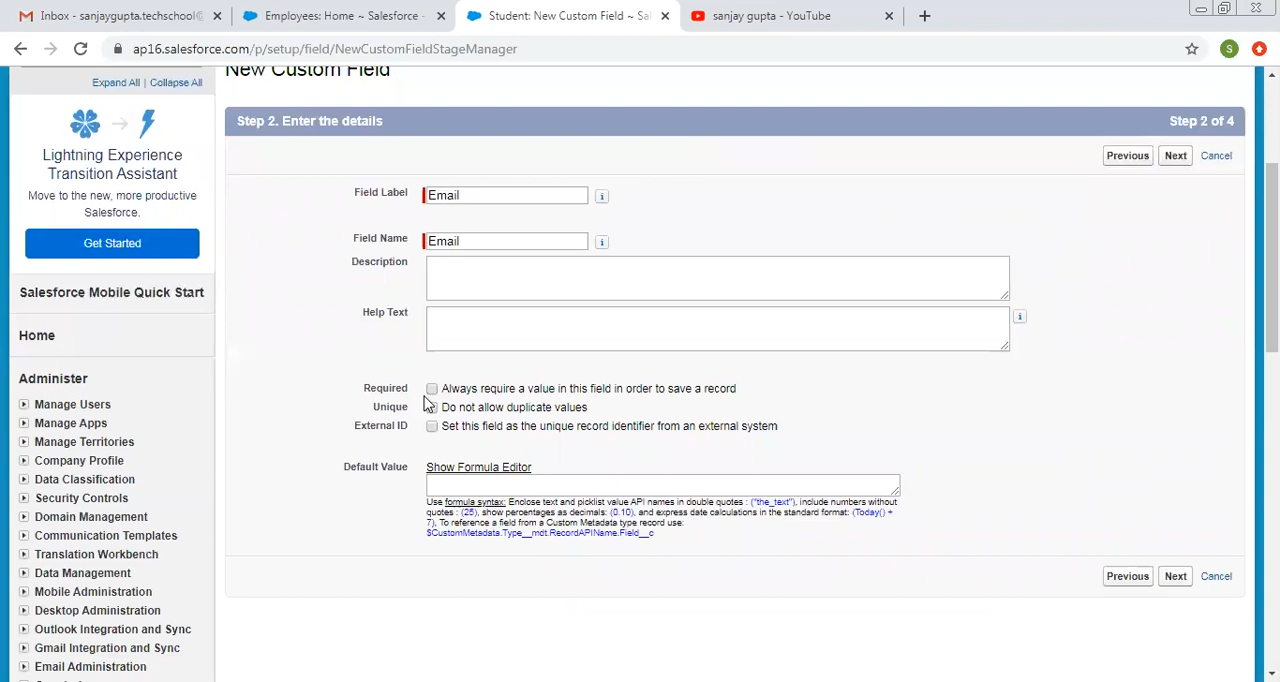 Inbox - sanjaygupta.techschool@
Employees: Home ~ Salesforce -
Student: New Custom Field ~ Sal
sanjay gupta - YouTube
ap16.salesforce.com/p/setup/field/NewCustomFieldStageManager
S
Expand All | Collapse All
Lightning Experience
Transition Assistant
Move to the new, more productive
Salesforce.
Get Started
Salesforce Mobile Quick Start
Home
Administer
Manage Users
Manage Apps
Manage Territories
Company Profile
Data Classification
Security Controls
Domain Management
Communication Templates
Translation Workbench
Data Management
Mobile Administration
Desktop Administration
Outlook Integration and Sync
Gmail Integration and Sync
Email Administration
New Custom Field
Step 2. Enter the details
Step 2 of 4
Previous Next Cancel
Field Label Email
Field Name Email
Description
Help Text
Required Always require a value in this field in order to save a record
Unique Do not allow duplicate values
External ID Set this field as the unique record identifier from an external system
Default Value Show Formula Editor
Use formula syntax: Enclose text and picklist value API names in double quotes : ("the_text"), include numbers without
quotes : (25), show percentages as decimals: (0.10), and express date calculations in the standard format: (Today() +
7), To reference a field from a Custom Metadata type record use:
$CustomMetadata.Type__mdt.RecordAPIName.Field__c
Previous Next Cancel